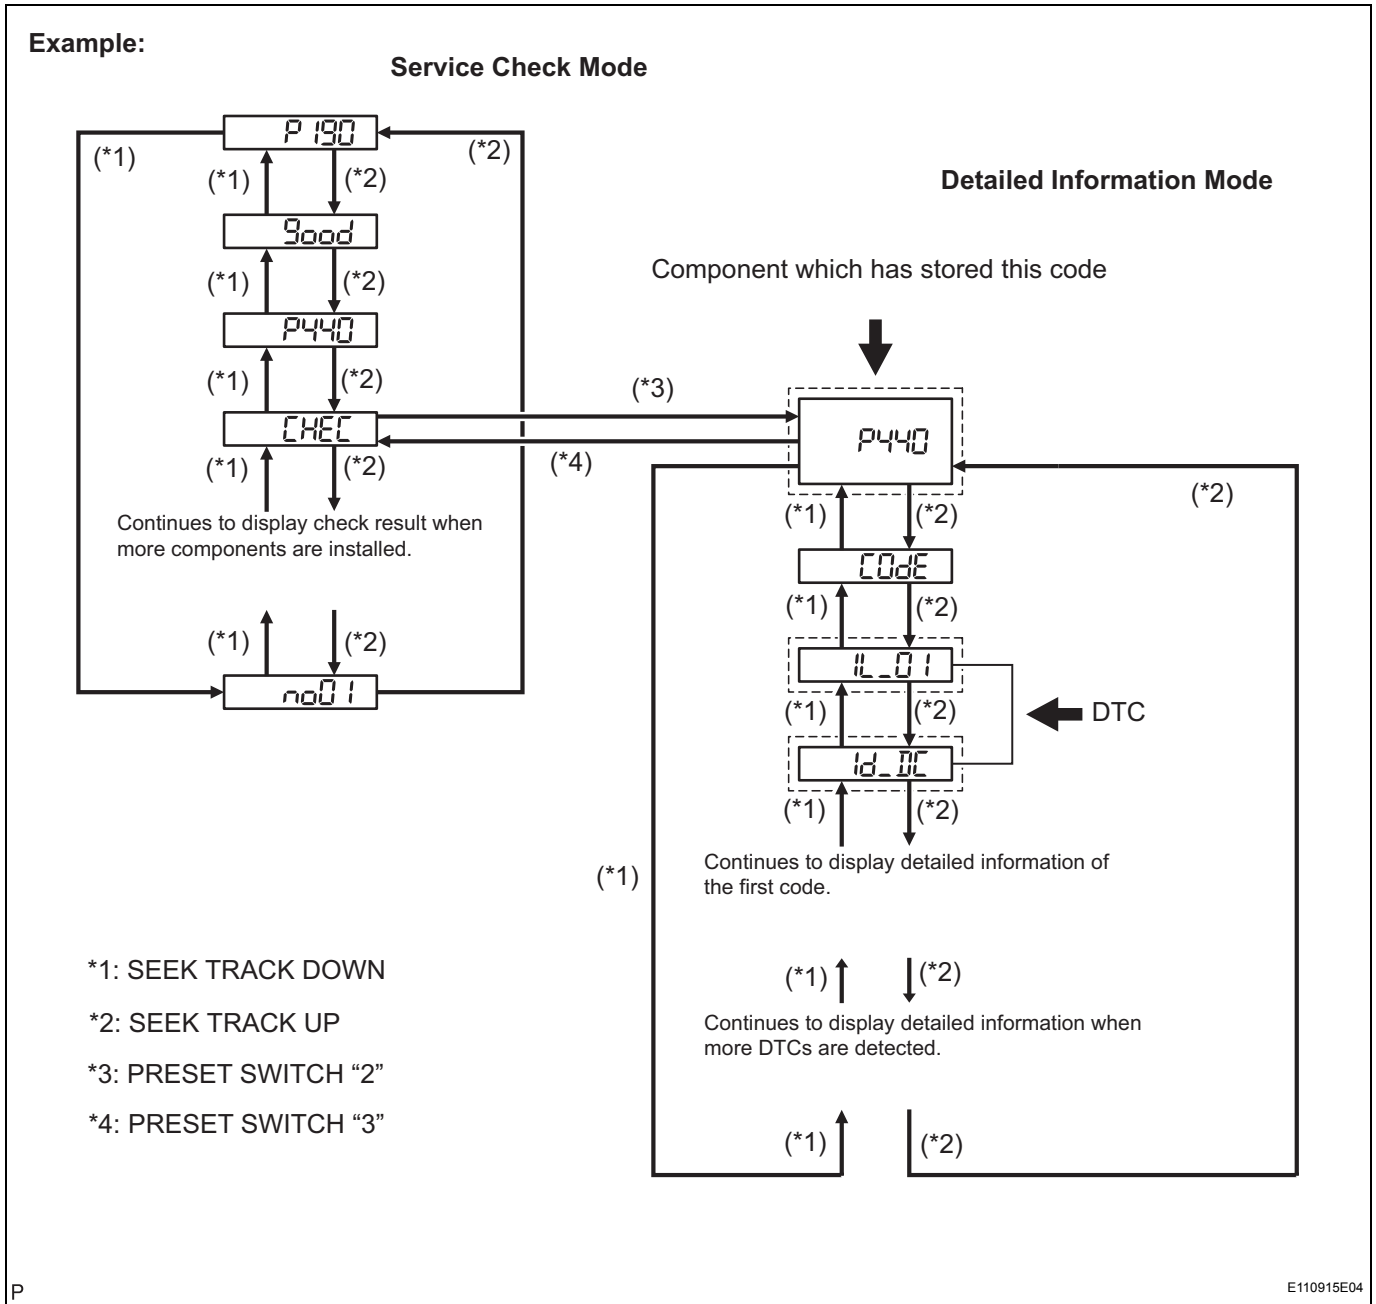 Example:
Service Check Mode
P190
(*1)
(*2)
(*1)
(*2)
good
(*1)
(*2)
P440
(*1)
(*2)
CHEC
(*1)
(*2)
Continues to display check result when
more components are installed.
(*1)
(*2)
no01
(*3)
(*4)
Detailed Information Mode
Component which has stored this code
P440
(*1)
(*2)
(*2)
COdE
(*1)
(*2)
IL_01
(*1)
(*2)
DTC
Id_DC
(*1)
(*2)
Continues to display detailed information of
the first code.
(*1)
(*1)
(*2)
Continues to display detailed information when
more DTCs are detected.
(*1)
(*2)
*1: SEEK TRACK DOWN
*2: SEEK TRACK UP
*3: PRESET SWITCH “2”
*4: PRESET SWITCH “3”
P
E110915E04